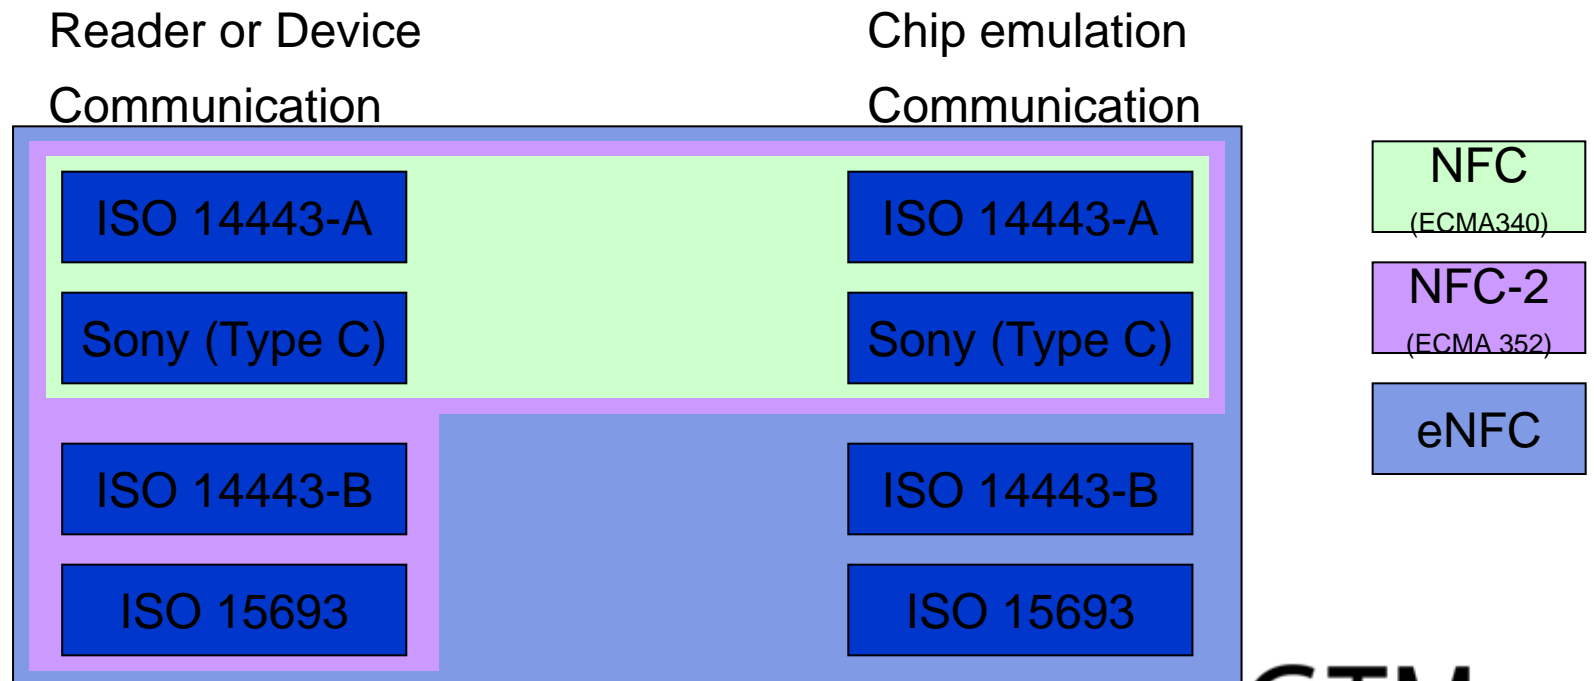 Reader or Device
Communication
Chip emulation
Communication
ISO 14443-A
ISO 14443-A
Sony (Type C)
Sony (Type C)
ISO 14443-B
ISO 14443-B
ISO 15693
ISO 15693
NFC
(ECMA340)
NFC-2
(ECMA 352)
eNFC